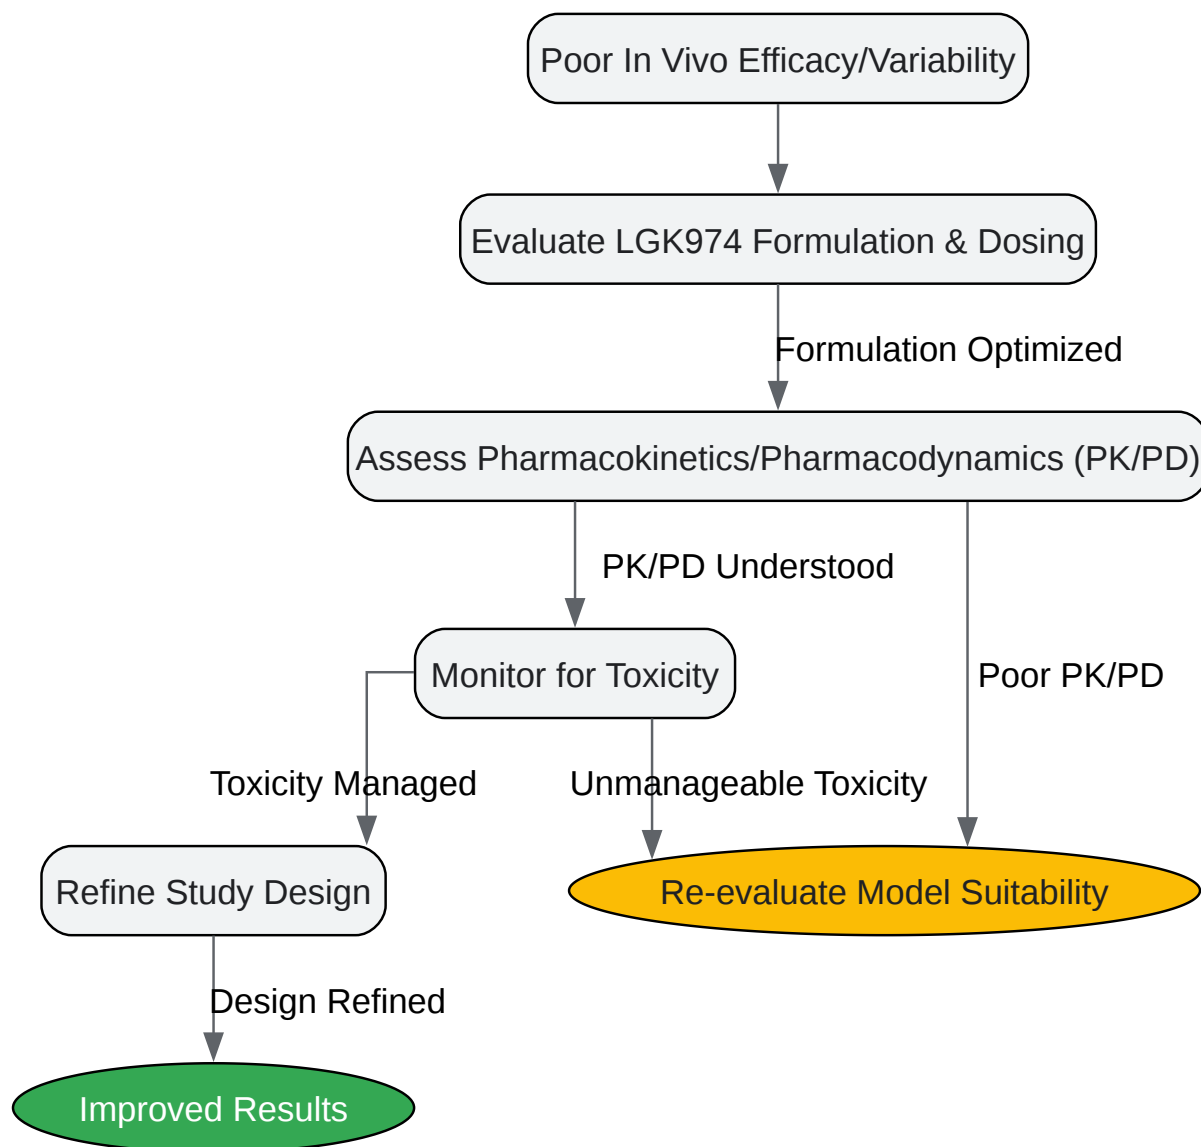 Poor In Vivo Efficacy/Variability
Evaluate LGK974 Formulation & Dosing
Formulation Optimized
Assess Pharmacokinetics/Pharmacodynamics (PK/PD)
PK/PD Understood
Monitor for Toxicity
Poor PK/PD
Toxicity Managed
Unmanageable Toxicity
Refine Study Design
Re-evaluate Model Suitability
Design Refined
Improved Results